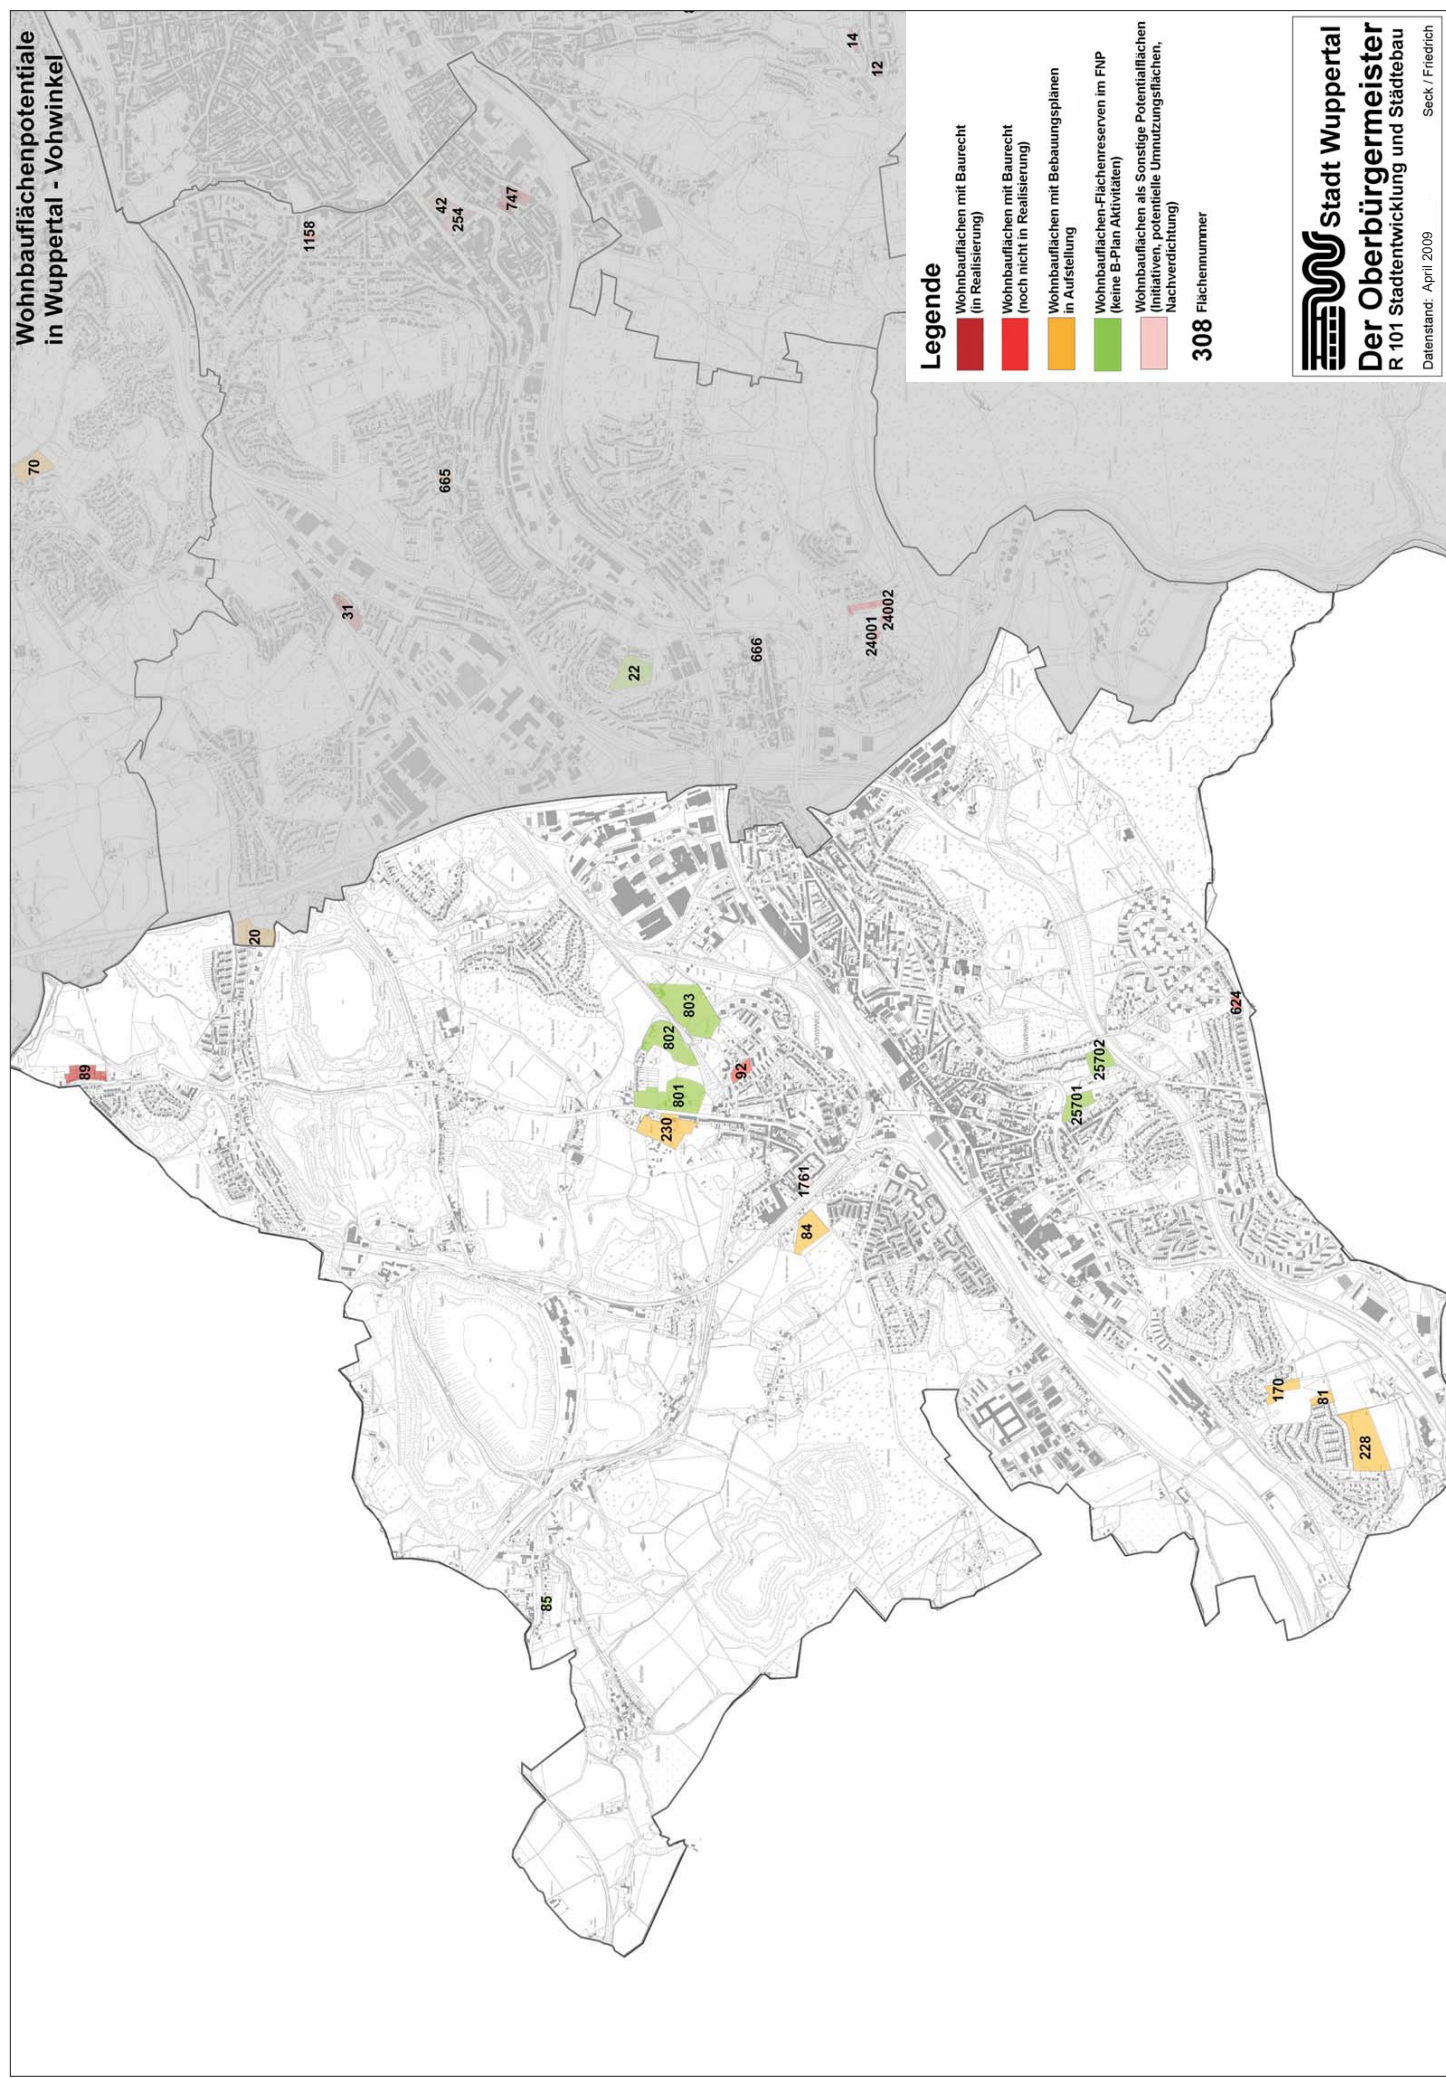 Wohnbauflächenpotentiale
in Wuppertal - Vohwinkel
70
20
89
1158
31
42
254
665
747
22
14
12
666
24001
24002
803
802
801
230
92
1761
84
85
25702
25701
624
170
81
228
Legende
Wohnbauflächen mit Baurecht
(in Realisierung)
Wohnbauflächen mit Baurecht
(noch nicht in Realisierung)
Wohnbauflächen mit Bebauungsplänen
in Aufstellung
Wohnbauflächen-Flächenreserven im FNP
(keine B-Plan Aktivitäten)
Wohnbauflächen als Sonstige Potentialflächen
(Initiativen, potentielle Umnutzungsflächen,
Nachverdichtung)
308 Flächennummer
Stadt Wuppertal
Der Oberbürgermeister
R 101 Stadtentwicklung und Städtebau
Datenstand: April 2009 Seck / Friedrich